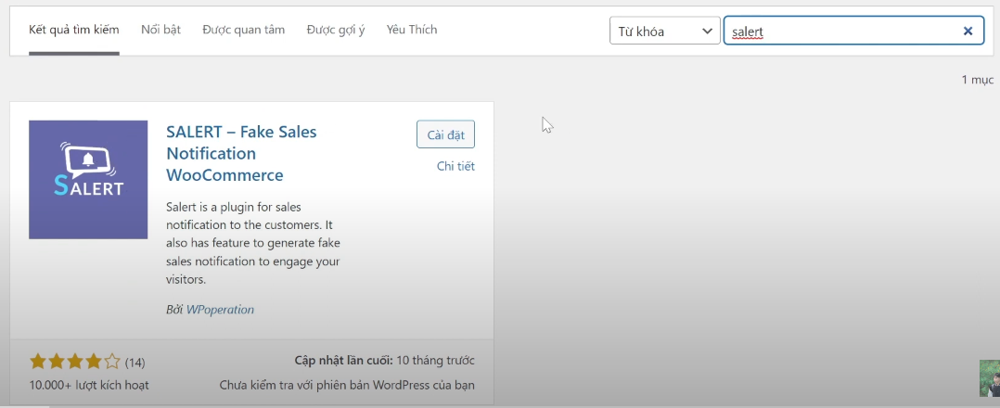 Kết quả tìm kiếm Nổi bật Được quan tâm Được gợi ý Yêu Thích Từ khóa salert
1 mục
SALERT – Fake Sales
Notification
WooCommerce
Cài đặt
Chi tiết
SALERT
Salert is a plugin for sales
notification to the customers. It
also has feature to generate fake
sales notification to engage your
visitors.
Bởi WPoperation
(14)
10.000+ lượt kích hoạt
Cập nhật lần cuối: 10 tháng trước
Chưa kiểm tra với phiên bản WordPress của bạn